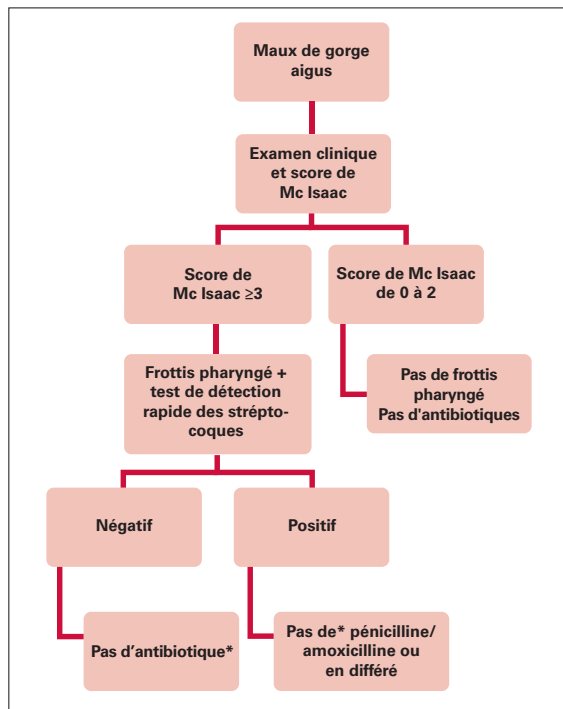 Maux de gorge
aigus
Examen clinique
et score de
Mc Isaac
Score de
Mc Isaac ≥3
Score de Mc Isaac
de 0 à 2
Frottis pharyngé +
test de détection
rapide des strépto-
coques
Pas de frottis
pharyngé
Pas d'antibiotiques
Négatif
Positif
Pas d'antibiotique*
Pas de* pénicilline/
amoxicilline ou
en différé